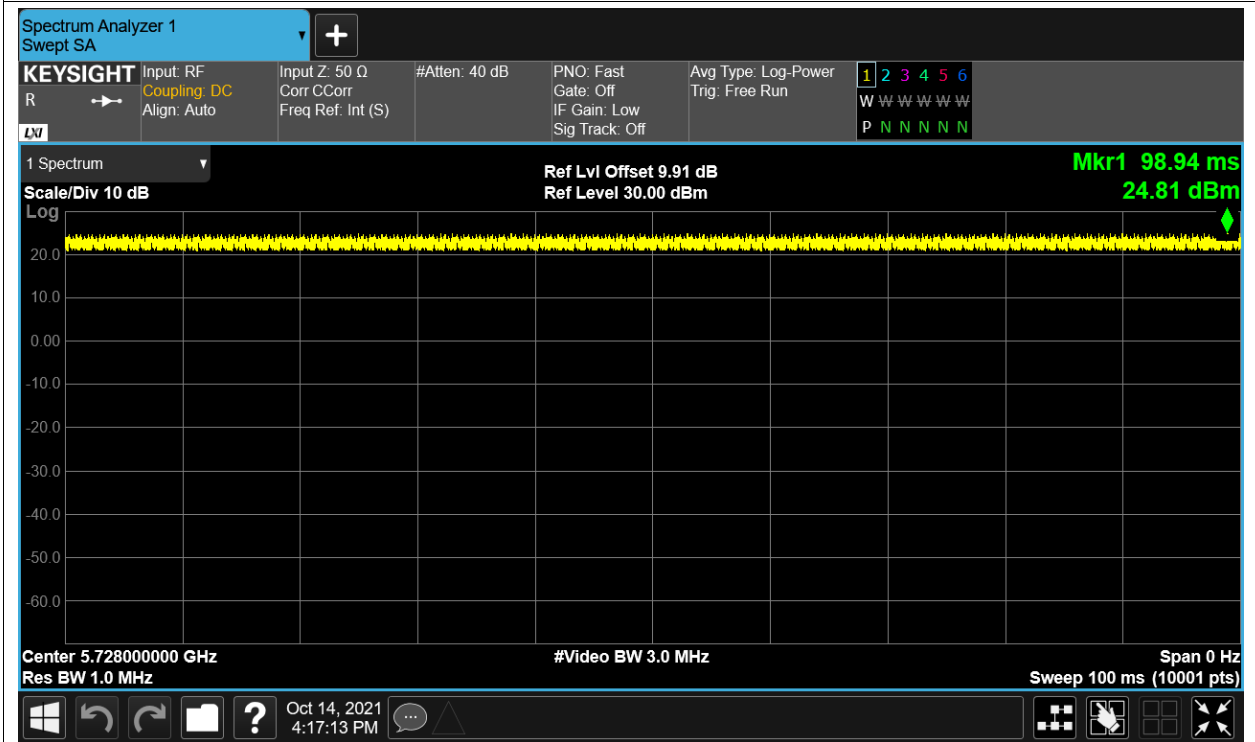 Spectrum Analyzer 1
Swept SA
KEYSIGHT Input: RF Input Z: 50 Ω #Atten: 40 dB PNO: Fast Avg Type: Log-Power 1 2 3 4 5 6
R Coupling: DC Corr CCorr Gate: Off Trig: Free Run W W W W W W
Align: Auto Freq Ref: Int (S) IF Gain: Low
LXI Sig Track: Off P N N N N N
1 Spectrum Ref Lvl Offset 9.91 dB Mkr1 98.94 ms
Scale/Div 10 dB Ref Level 30.00 dBm 24.81 dBm
Log
20.0
10.0
0.00
-10.0
-20.0
-30.0
-40.0
-50.0
-60.0
Center 5.728000000 GHz #Video BW 3.0 MHz Span 0 Hz
Res BW 1.0 MHz Sweep 100 ms (10001 pts)
? Oct 14, 2021
4:17:13 PM